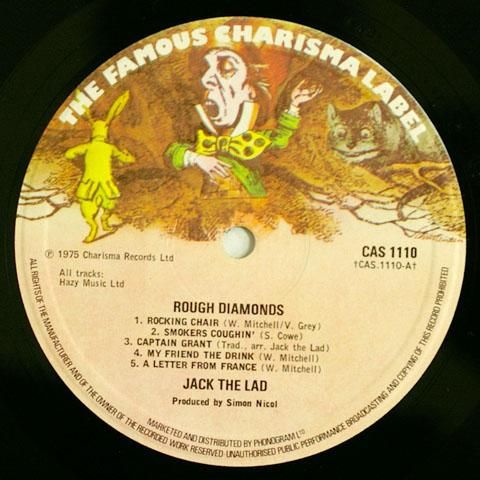 THE FAMOUS CHARISMA LABEL
℗ 1975 Charisma Records Ltd
CAS 1110
†CAS.1110-A†
All tracks:
Hazy Music Ltd
ROUGH DIAMONDS
1. ROCKING CHAIR (W. Mitchell/V. Grey)
2. SMOKERS COUGHIN' (S. Cowe)
3. CAPTAIN GRANT (Trad., arr. Jack the Lad)
4. MY FRIEND THE DRINK (W. Mitchell)
5. A LETTER FROM FRANCE (W. Mitchell)
JACK THE LAD
Produced by Simon Nicol
MARKETED AND DISTRIBUTED BY PHONOGRAM LTD
ALL RIGHTS OF THE MANUFACTURER AND OF THE OWNER OF THE RECORDED WORK RESERVED·UNAUTHORISED PUBLIC PERFORMANCE BROADCASTING AND COPYING OF THIS RECORD PROHIBITED